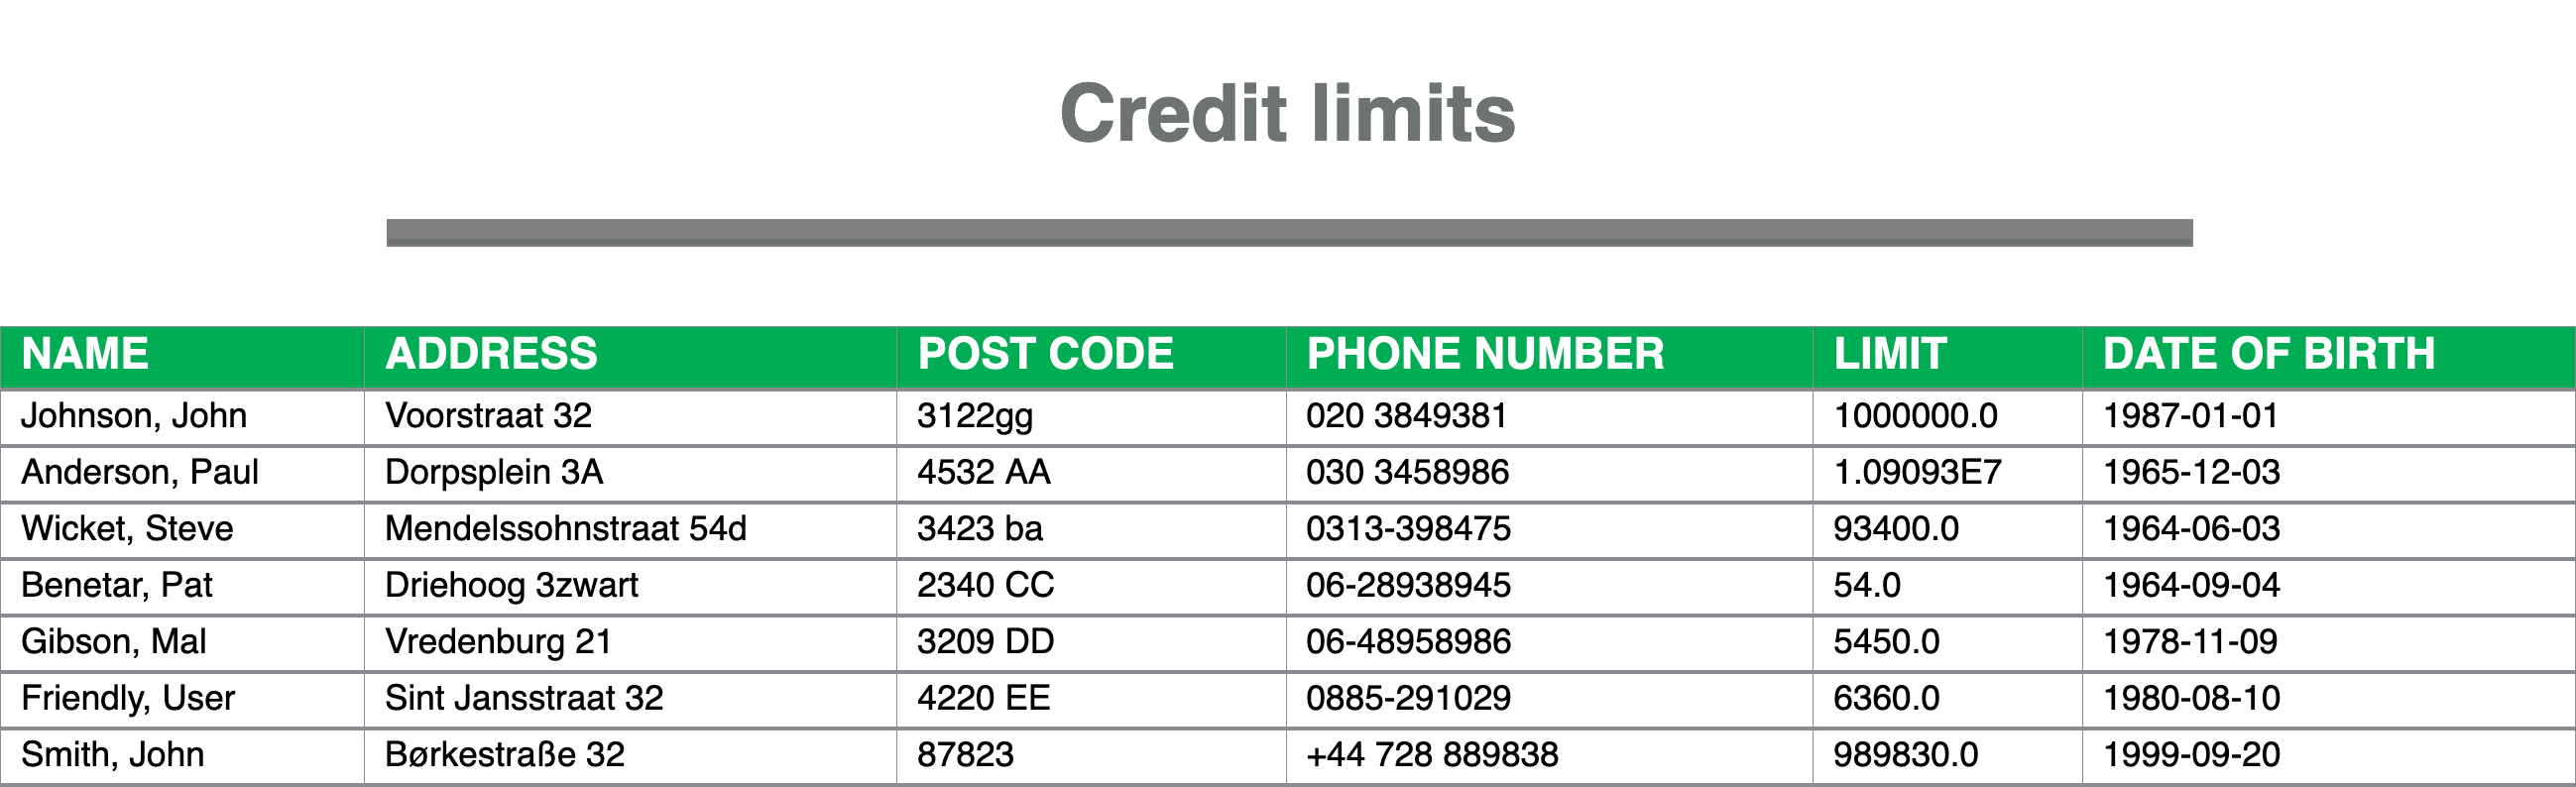 Credit limits
NAME ADDRESS POST CODE PHONE NUMBER LIMIT DATE OF BIRTH
Johnson, John Voorstraat 32 3122gg 020 3849381 1000000.0 1987-01-01
Anderson, Paul Dorpsplein 3A 4532 AA 030 3458986 1.09093E7 1965-12-03
Wicket, Steve Mendelssohnstraat 54d 3423 ba 0313-398475 93400.0 1964-06-03
Benetar, Pat Driehoog 3zwart 2340 CC 06-28938945 54.0 1964-09-04
Gibson, Mal Vredenburg 21 3209 DD 06-48958986 5450.0 1978-11-09
Friendly, User Sint Jansstraat 32 4220 EE 0885-291029 6360.0 1980-08-10
Smith, John Børkestraße 32 87823 +44 728 889838 989830.0 1999-09-20